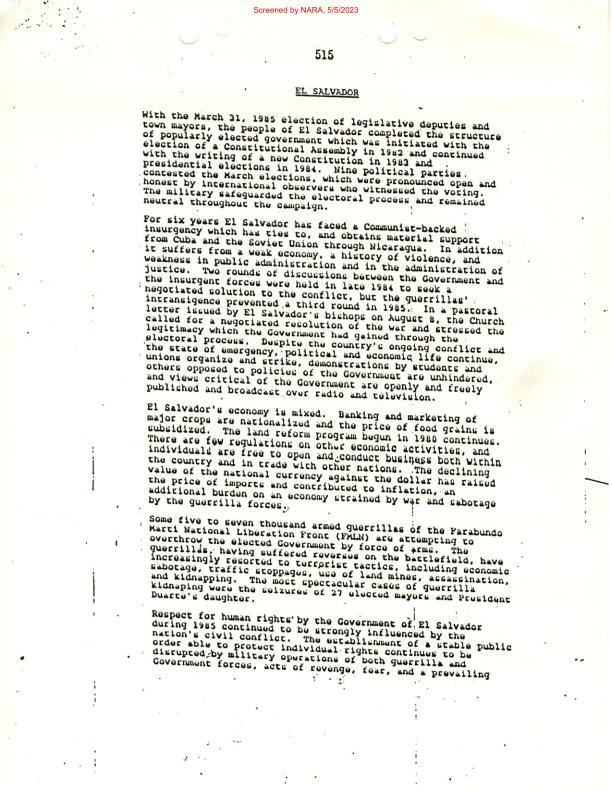 Screened by NARA, 5/5/2023
515
EL SALVADOR
With the March 31, 1985 election of legislative deputies and
town mayors, the people of El Salvador completed the structure
of popularly elected government which was initiated with the
election of a Constitutional Assembly in 1982 and continued
with the writing of a new Constitution in 1983 and
presidential elections in 1984. Nine political parties
contested the March elections, which were pronounced open and
honest by international observers who witnessed the voting.
The military safeguarded the electoral process and remained
neutral throughout the campaign.
For six years El Salvador has faced a Communist-backed
insurgency which has ties to, and obtains material support
from Cuba and the Soviet Union through Nicaragua. In addition
it suffers from a weak economy, a history of violence, and
weakness in public administration and in the administration of
justice. Two rounds of discussions between the Government and
the insurgent forces were held in late 1984 to seek a
negotiated solution to the conflict, but the guerrillas'
intransigence prevented a third round in 1985. In a pastoral
letter issued by El Salvador's bishops on August 8, the Church
called for a negotiated resolution of the war and stressed the
legitimacy which the Government had gained through the
electoral process. Despite the country's ongoing conflict and
the state of emergency, political and economic life continue,
unions organize and strike, demonstrations by students and
others opposed to policies of the Government are unhindered,
and views critical of the Government are openly and freely
published and broadcast over radio and television.
El Salvador's economy is mixed. Banking and marketing of
major crops are nationalized and the price of food grains is
subsidized. The land reform program begun in 1980 continues.
There are few regulations on other economic activities, and
individuals are free to open and conduct business both within
the country and in trade with other nations. The declining
value of the national currency against the dollar has raised
the price of imports and contributed to inflation, an
additional burden on an economy strained by war and sabotage
by the guerrilla forces.
Some five to seven thousand armed guerrillas of the Farabundo
Marti National Liberation Front (FMLN) are attempting to
overthrow the elected Government by force of arms. The
guerrillas, having suffered reverses on the battlefield, have
increasingly resorted to terrorist tactics, including economic
sabotage, traffic stoppages, use of land mines, assassination,
and kidnapping. The most spectacular cases of guerrilla
kidnaping were the seizures of 27 elected mayors and President
Duarte's daughter.
Respect for human rights by the Government of El Salvador
during 1985 continued to be strongly influenced by the
nation's civil conflict. The establishment of a stable public
order able to protect individual rights continues to be
disrupted by military operations of both guerrilla and
Government forces, acts of revenge, fear, and a prevailing